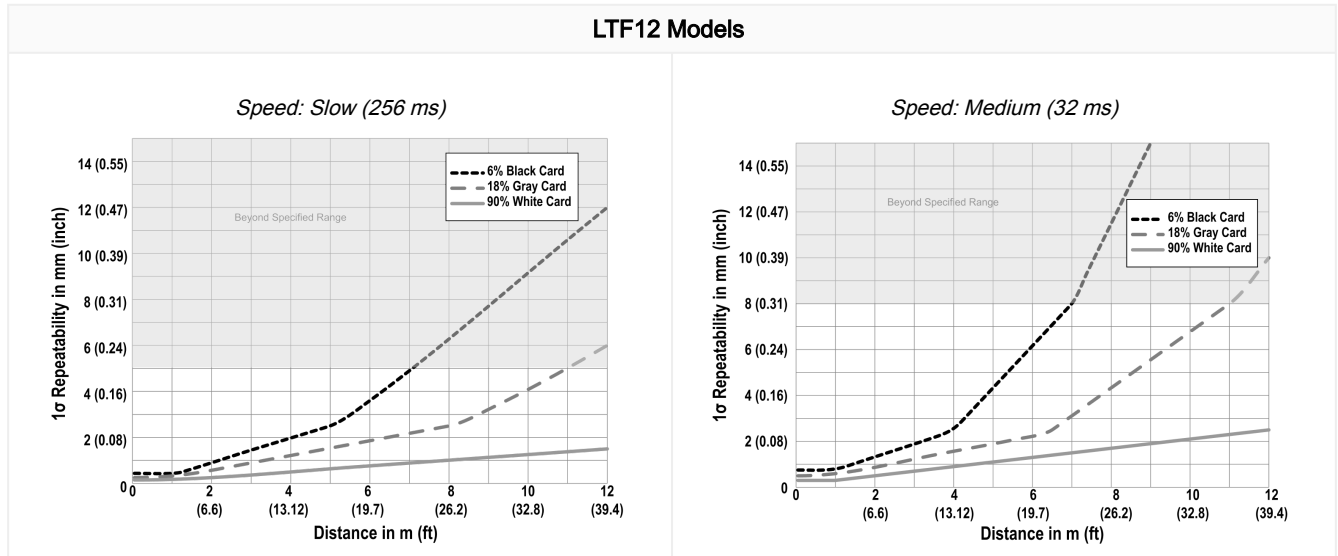 LTF12 Models
Speed: Slow (256 ms)
14 (0.55)
12 (0.47)
10 (0.39)
8 (0.31)
6 (0.24)
4 (0.16)
2 (0.08)
0
1σ Repeatability in mm (inch)
Beyond Specified Range
6% Black Card
18% Gray Card
90% White Card
0 2 4 6 8 10 12
(6.6) (13.12) (19.7) (26.2) (32.8) (39.4)
Distance in m (ft)
Speed: Medium (32 ms)
14 (0.55)
12 (0.47)
10 (0.39)
8 (0.31)
6 (0.24)
4 (0.16)
2 (0.08)
0
1σ Repeatability in mm (inch)
Beyond Specified Range
6% Black Card
18% Gray Card
90% White Card
0 2 4 6 8 10 12
(6.6) (13.12) (19.7) (26.2) (32.8) (39.4)
Distance in m (ft)